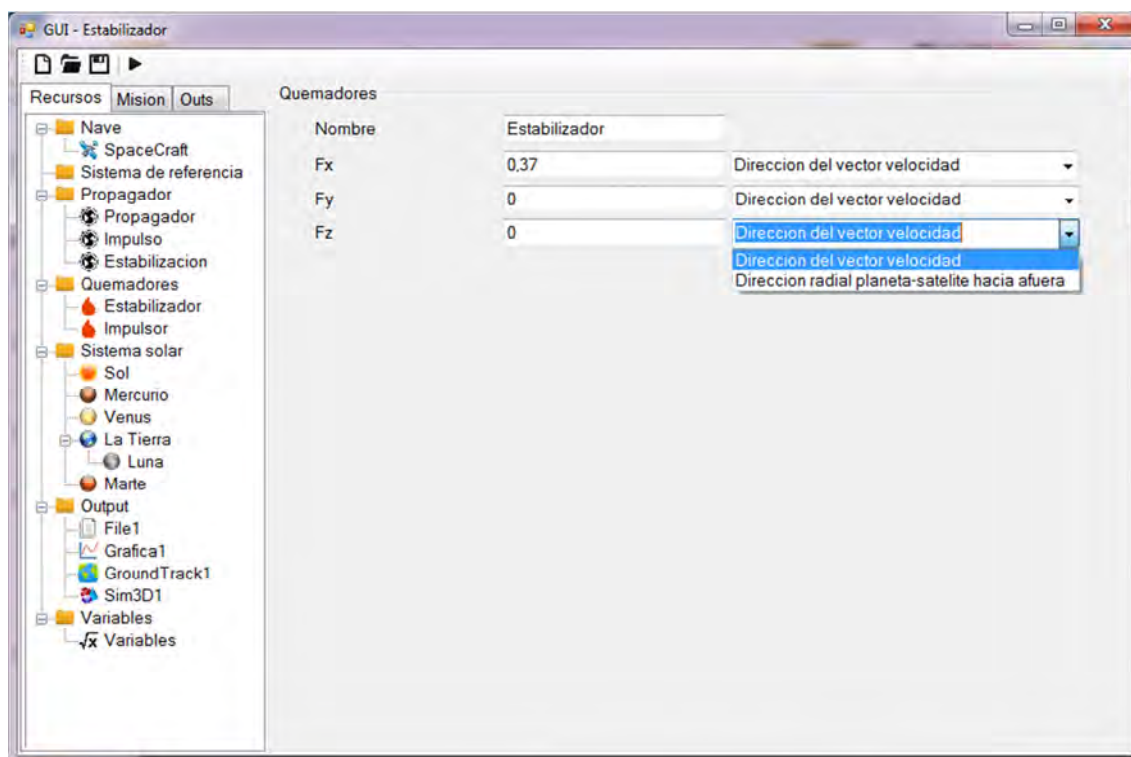 GUI - Estabilizador
Recursos Mision Outs
Quemadores
Nave
SpaceCraft
Sistema de referencia
Propagador
Propagador
Impulso
Estabilizacion
Quemadores
Estabilizador
Impulsor
Sistema solar
Sol
Mercurio
Venus
La Tierra
Luna
Marte
Output
File1
Grafica1
GroundTrack1
Sim3D1
Variables
√x Variables
Nombre Estabilizador
Fx 0,37 Direccion del vector velocidad
Fy 0 Direccion del vector velocidad
Fz 0 Direccion del vector velocidad
Direccion del vector velocidad
Direccion radial planeta-satelite hacia afuera